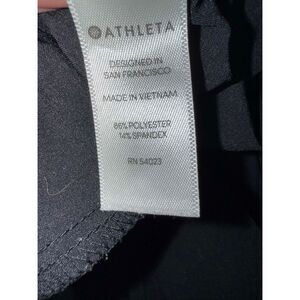 ATHLETA
DESIGNED IN
SAN FRANCISCO
MADE IN VIETNAM
86% POLYESTER
14% SPANDEX
RN 54023